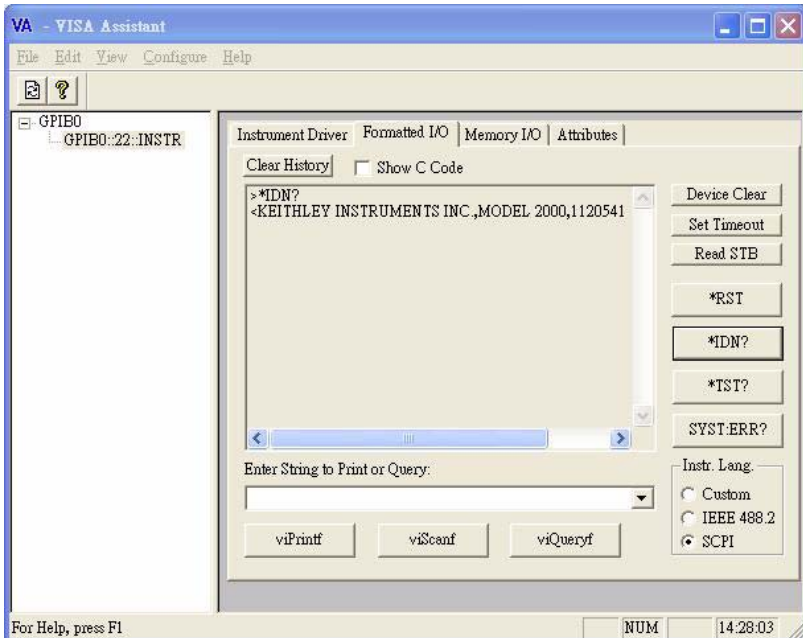 VA - VISA Assistant
File Edit View Configure Help
GPIB0
GPIB0::22::INSTR
Instrument Driver Formatted I/O Memory I/O Attributes
Clear History Show C Code
>*IDN?
<KEITHLEY INSTRUMENTS INC.,MODEL 2000,1120541
Device Clear
Set Timeout
Read STB
*RST
*IDN?
*TST?
SYST:ERR?
Enter String to Print or Query:
viPrintf viScanf viQueryf
Instr. Lang.
Custom
IEEE 488.2
SCPI
For Help, press F1 NUM 14:28:03